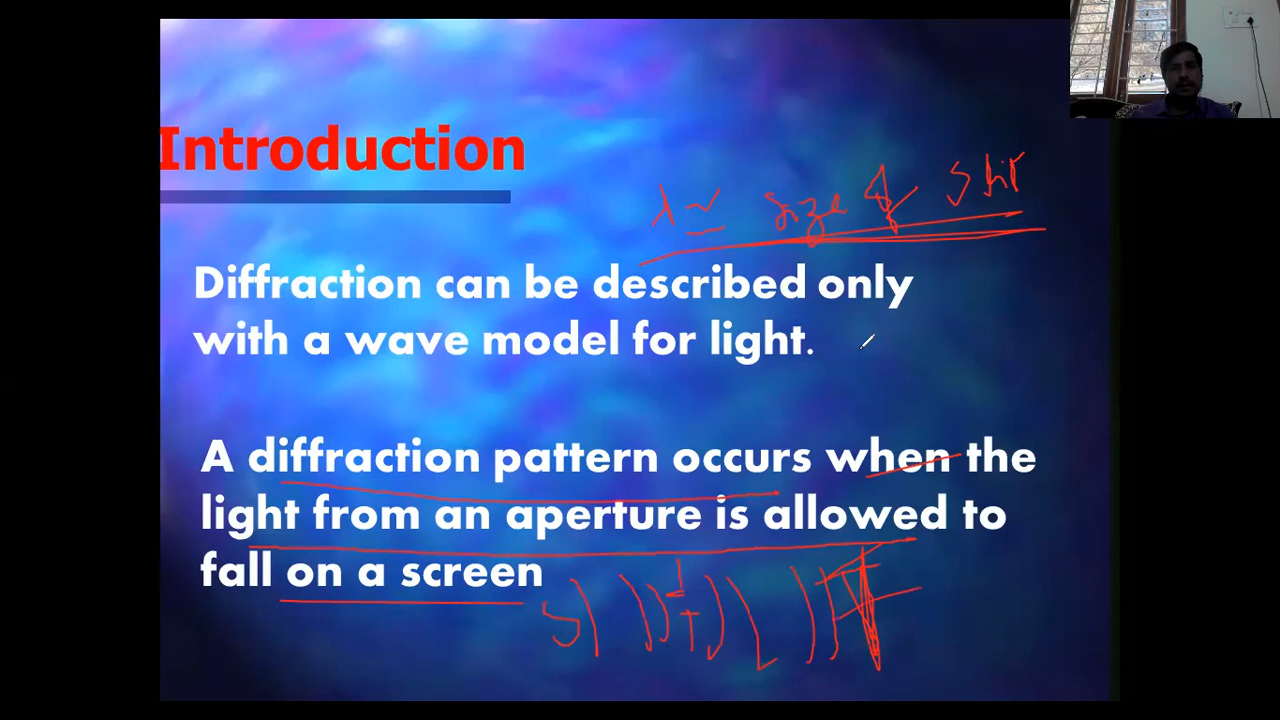 Introduction
λ ≃ size of slit
Diffraction can be described only
with a wave model for light.
A diffraction pattern occurs when the
light from an aperture is allowed to
fall on a screen